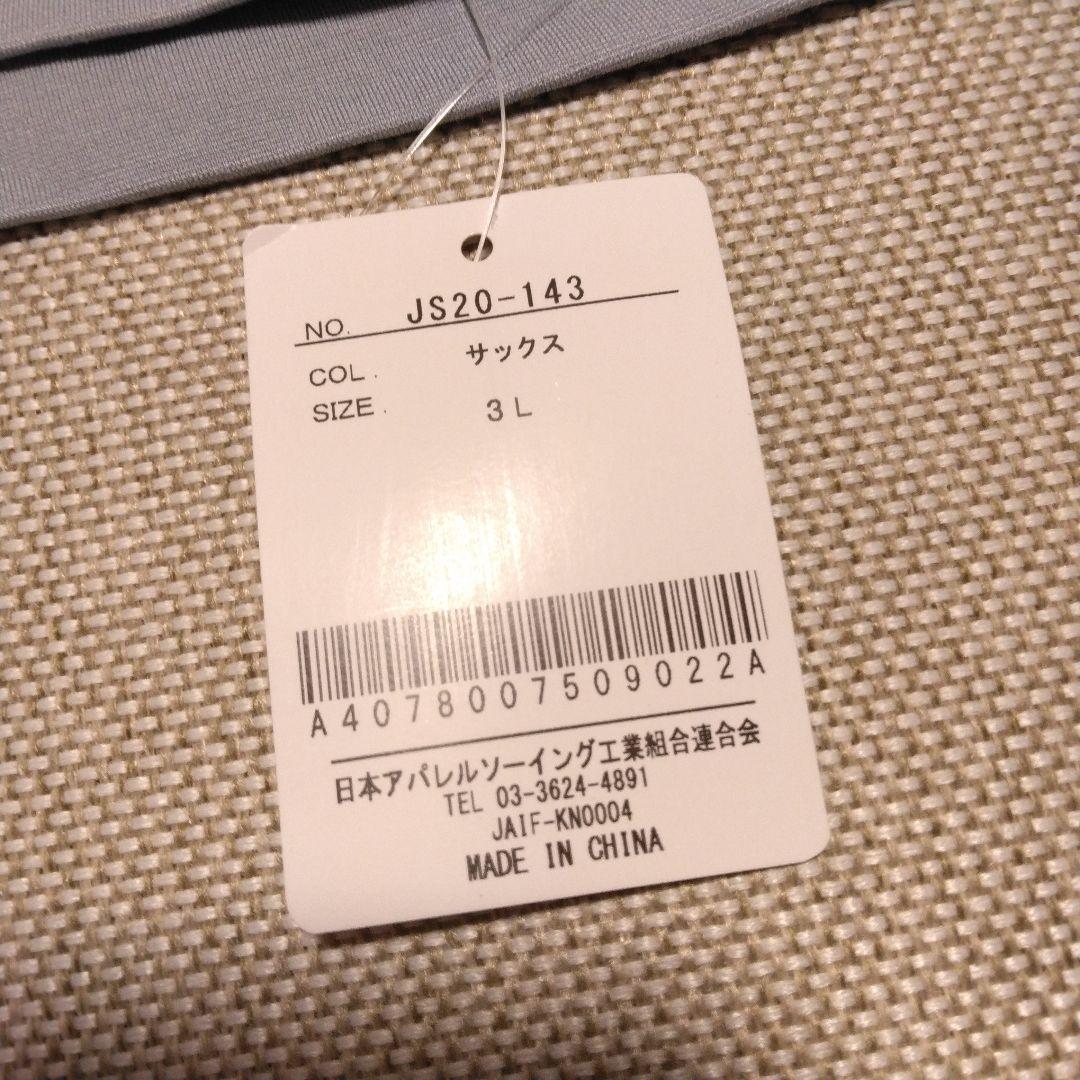 NO. JS20-143
COL. サックス
SIZE. 3L
A4078007509022A
日本アパレルソーイング工業組合連合会
TEL 03-3624-4891
JAIF-KN0004
MADE IN CHINA